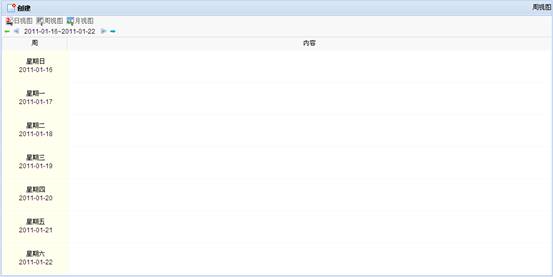 创建 周视图
日视图 周视图 月视图
2011-01-16~2011-01-22
周 内容
星期日
2011-01-16
星期一
2011-01-17
星期二
2011-01-18
星期三
2011-01-19
星期四
2011-01-20
星期五
2011-01-21
星期六
2011-01-22